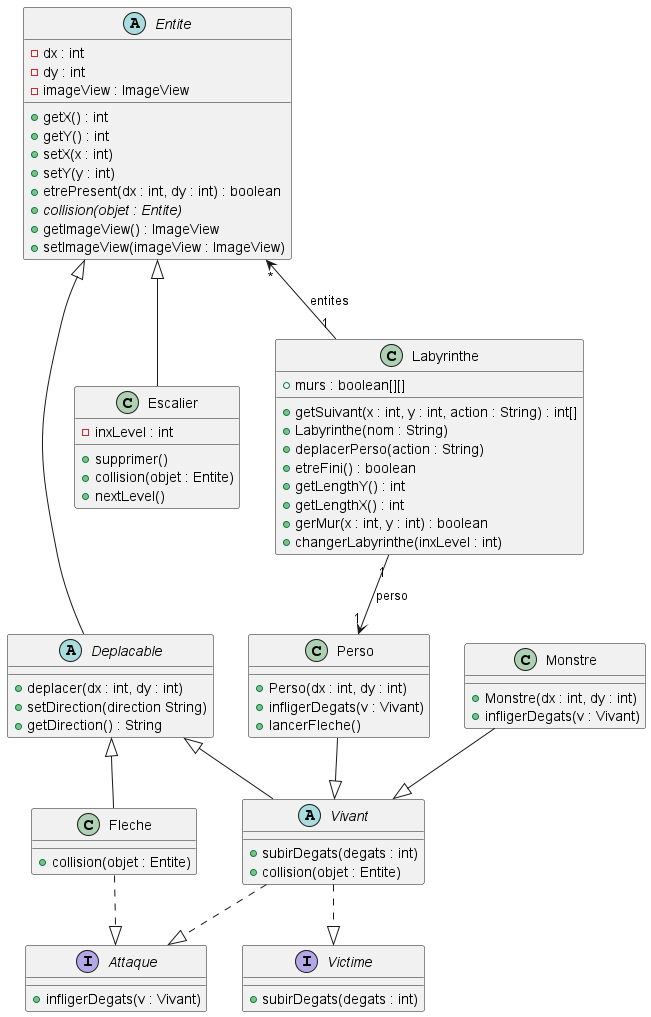 A Entite
dx : int
dy : int
imageView : ImageView
getX() : int
getY() : int
setX(x : int)
setY(y : int)
etrePresent(dx : int, dy : int) : boolean
collision(objet : Entite)
getImageView() : ImageView
setImageView(imageView : ImageView)
*
entites
1
C Labyrinthe
murs : boolean[][]
getSuivant(x : int, y : int, action : String) : int[]
Labyrinthe(nom : String)
deplacerPerso(action : String)
etreFini() : boolean
getLengthY() : int
getLengthX() : int
gerMur(x : int, y : int) : boolean
changerLabyrinthe(inxLevel : int)
C Escalier
inxLevel : int
supprimer()
collision(objet : Entite)
nextLevel()
1
perso
1
A Deplacable
deplacer(dx : int, dy : int)
setDirection(direction String)
getDirection() : String
C Perso
Perso(dx : int, dy : int)
infligerDegats(v : Vivant)
lancerFleche()
C Monstre
Monstre(dx : int, dy : int)
infligerDegats(v : Vivant)
C Fleche
collision(objet : Entite)
A Vivant
subirDegats(degats : int)
collision(objet : Entite)
I Attaque
infligerDegats(v : Vivant)
I Victime
subirDegats(degats : int)